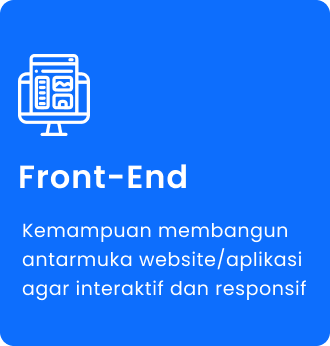 Front-End
Kemampuan membangun
antarmuka website/aplikasi
agar interaktif dan responsif